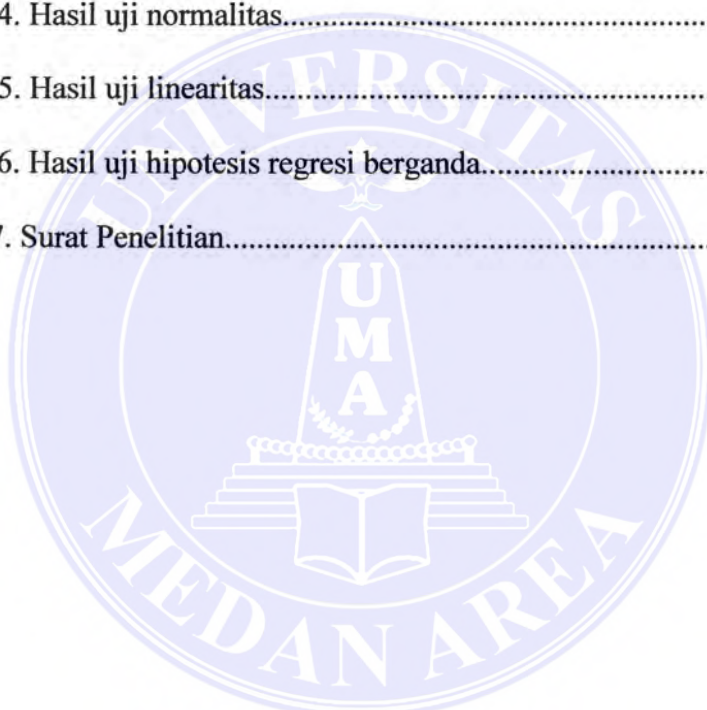 4. Hasil uji normalitas.......................................................
5. Hasil uji linearitas..........................................................
6. Hasil uji hipotesis regresi berganda..............................
7. Surat Penelitian..............................................................
UNIVERSITAS
U
M
A
MEDAN AREA